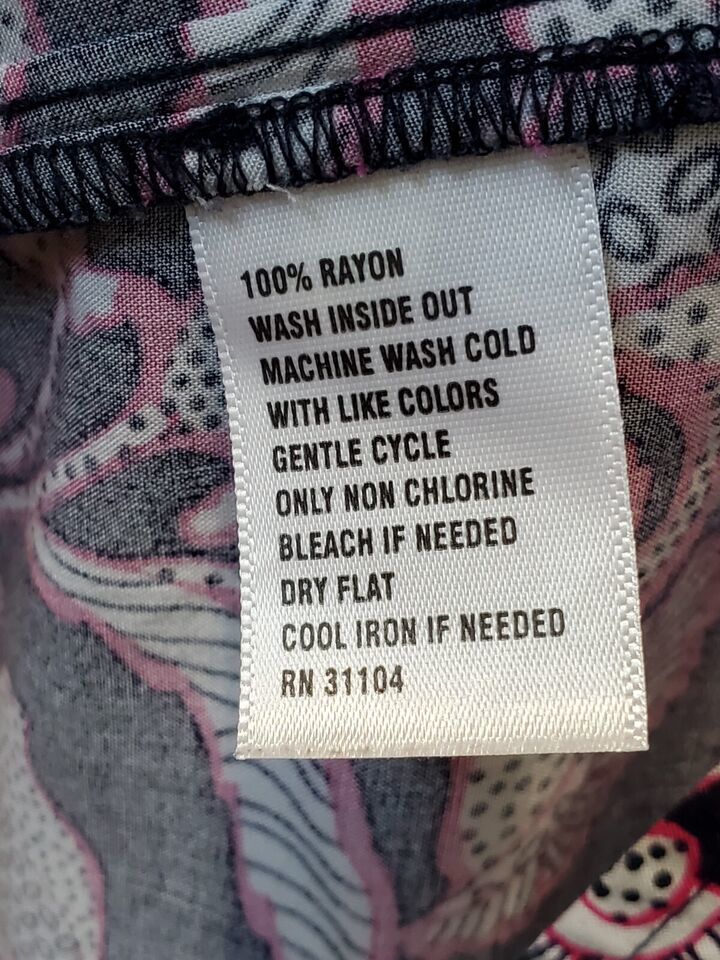 100% RAYON
WASH INSIDE OUT
MACHINE WASH COLD
WITH LIKE COLORS
GENTLE CYCLE
ONLY NON CHLORINE
BLEACH IF NEEDED
DRY FLAT
COOL IRON IF NEEDED
RN 31104